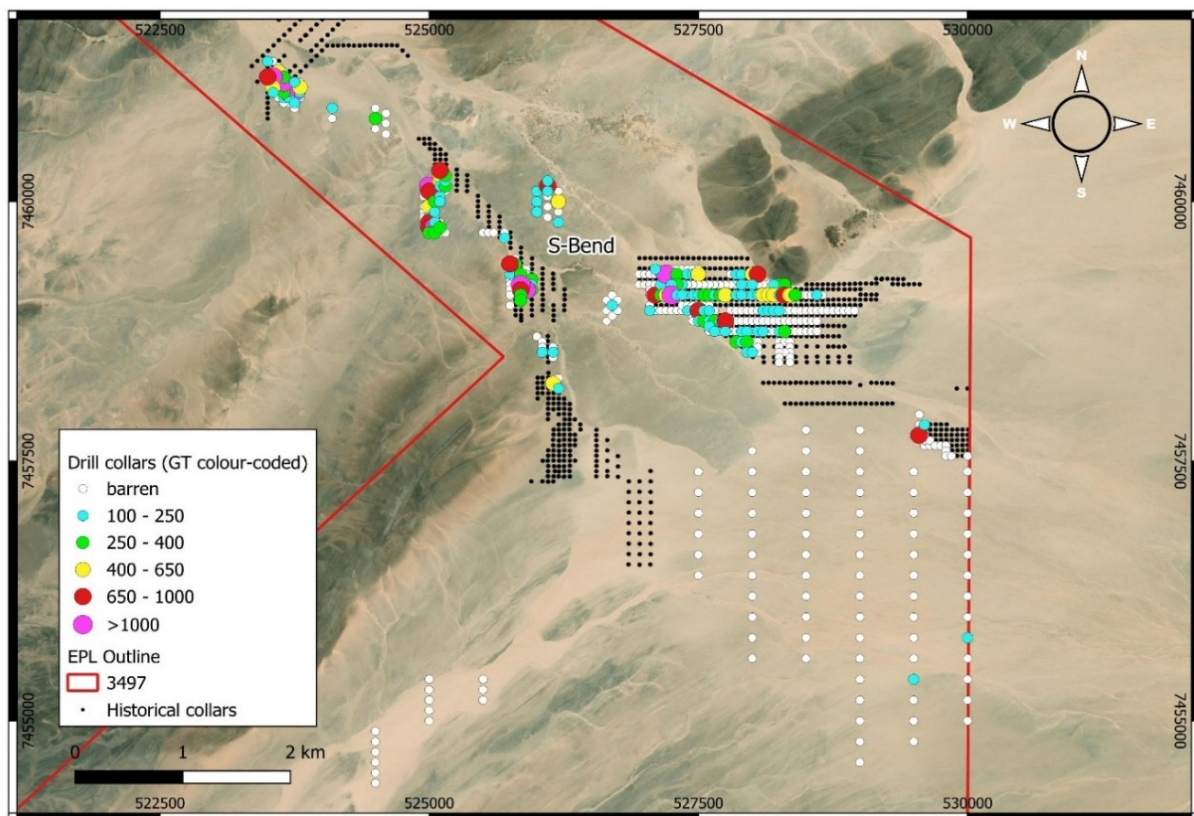 522500 525000 527500 530000
N
W E
S
7460000 7460000
S-Bend
7457500 7457500
Drill collars (GT colour-coded)
barren
100 - 250
250 - 400
400 - 650
650 - 1000
>1000
EPL Outline
3497
Historical collars
7455000 7455000
0 1 2 km
522500 525000 527500 530000